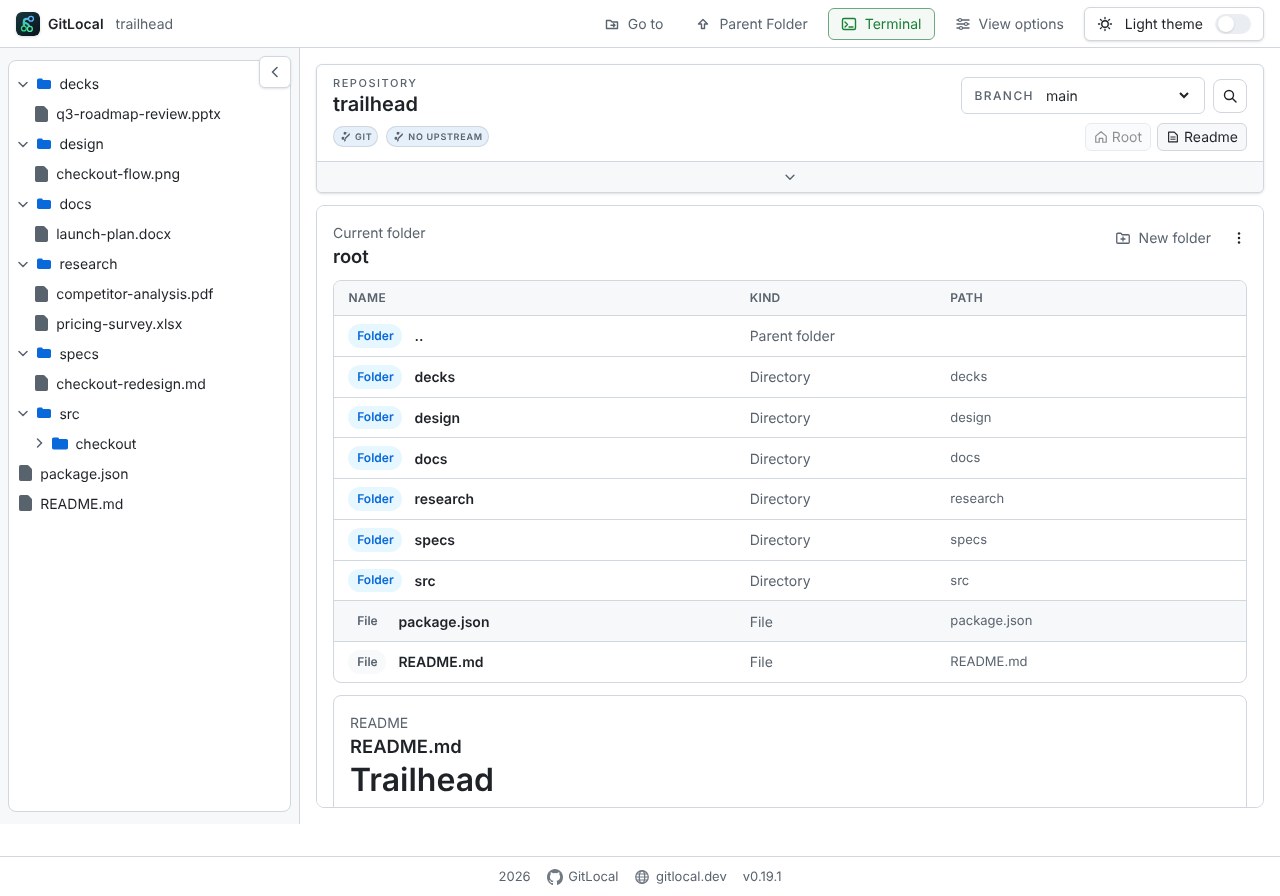 GitLocal trailhead
Go to
Parent Folder
Terminal
View options
Light theme
decks
q3-roadmap-review.pptx
design
checkout-flow.png
docs
launch-plan.docx
research
competitor-analysis.pdf
pricing-survey.xlsx
specs
checkout-redesign.md
src
checkout
package.json
README.md
REPOSITORY
trailhead
GIT
NO UPSTREAM
BRANCH main
Root
Readme
Current folder
root
New folder
NAME KIND PATH
Folder .. Parent folder
Folder decks Directory decks
Folder design Directory design
Folder docs Directory docs
Folder research Directory research
Folder specs Directory specs
Folder src Directory src
File package.json File package.json
File README.md File README.md
README
README.md
Trailhead
2026 GitLocal gitlocal.dev v0.19.1